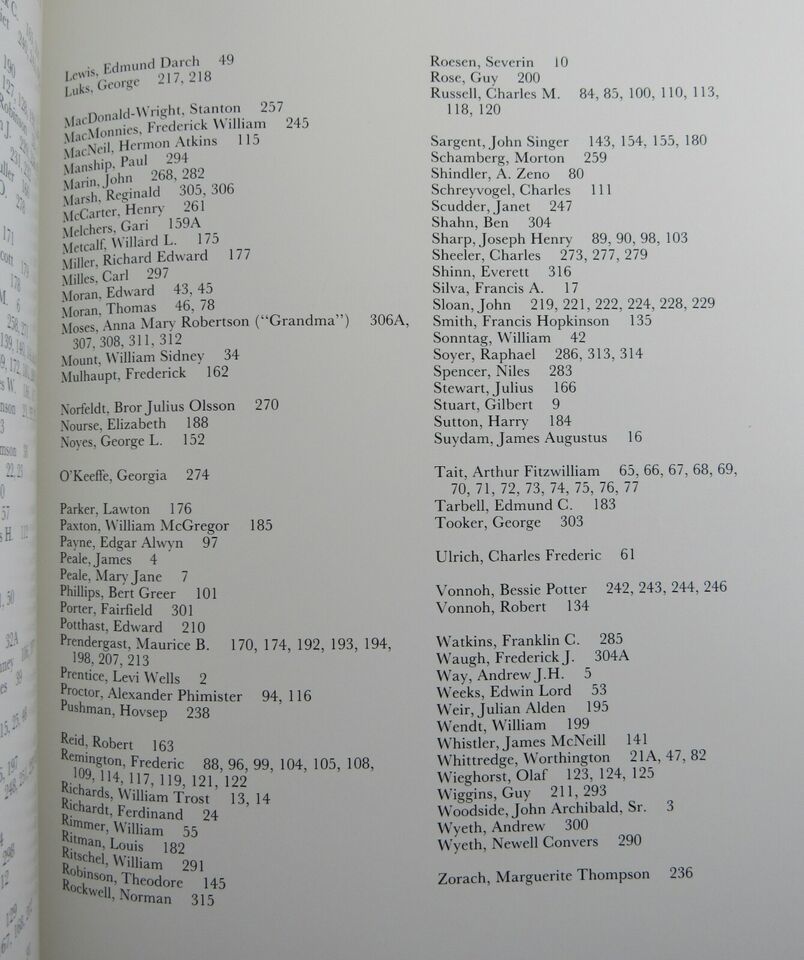 Lewis, Edmund Darch 49
Luks, George 217, 218
MacDonald-Wright, Stanton 257
MacMonnies, Frederick William 245
MacNeil, Hermon Atkins 115
Manship, Paul 294
Marin, John 268, 282
Marsh, Reginald 305, 306
McCarter, Henry 261
Melchers, Gari 159A
Metcalf, Willard L. 175
Miller, Richard Edward 177
Milles, Carl 297
Moran, Edward 43, 45
Moran, Thomas 46, 78
Moses, Anna Mary Robertson ("Grandma") 306A,
307, 308, 311, 312
Mount, William Sidney 34
Mulhaupt, Frederick 162
Norfeldt, Bror Julius Olsson 270
Nourse, Elizabeth 188
Noyes, George L. 152
O'Keeffe, Georgia 274
Parker, Lawton 176
Paxton, William McGregor 185
Payne, Edgar Alwyn 97
Peale, James 4
Peale, Mary Jane 7
Phillips, Bert Greer 101
Porter, Fairfield 301
Potthast, Edward 210
Prendergast, Maurice B. 170, 174, 192, 193, 194,
198, 207, 213
Prentice, Levi Wells 2
Proctor, Alexander Phimister 94, 116
Pushman, Hovsep 238
Reid, Robert 163
Remington, Frederic 88, 96, 99, 104, 105, 108,
109, 114, 117, 119, 121, 122
Richards, William Trost 13, 14
Richardt, Ferdinand 24
Rimmer, William 55
Ritman, Louis 182
Ritschel, William 291
Robinson, Theodore 145
Rockwell, Norman 315
Roesen, Severin 10
Rose, Guy 200
Russell, Charles M. 84, 85, 100, 110, 113,
118, 120
Sargent, John Singer 143, 154, 155, 180
Schamberg, Morton 259
Shindler, A. Zeno 80
Schreyvogel, Charles 111
Scudder, Janet 247
Shahn, Ben 304
Sharp, Joseph Henry 89, 90, 98, 103
Sheeler, Charles 273, 277, 279
Shinn, Everett 316
Silva, Francis A. 17
Sloan, John 219, 221, 222, 224, 228, 229
Smith, Francis Hopkinson 135
Sonntag, William 42
Soyer, Raphael 286, 313, 314
Spencer, Niles 283
Stewart, Julius 166
Stuart, Gilbert 9
Sutton, Harry 184
Suydam, James Augustus 16
Tait, Arthur Fitzwilliam 65, 66, 67, 68, 69,
70, 71, 72, 73, 74, 75, 76, 77
Tarbell, Edmund C. 183
Tooker, George 303
Ulrich, Charles Frederic 61
Vonnoh, Bessie Potter 242, 243, 244, 246
Vonnoh, Robert 134
Watkins, Franklin C. 285
Waugh, Frederick J. 304A
Way, Andrew J.H. 5
Weeks, Edwin Lord 53
Weir, Julian Alden 195
Wendt, William 199
Whistler, James McNeill 141
Whittredge, Worthington 21A, 47, 82
Wieghorst, Olaf 123, 124, 125
Wiggins, Guy 211, 293
Woodside, John Archibald, Sr. 3
Wyeth, Andrew 300
Wyeth, Newell Convers 290
Zorach, Marguerite Thompson 236